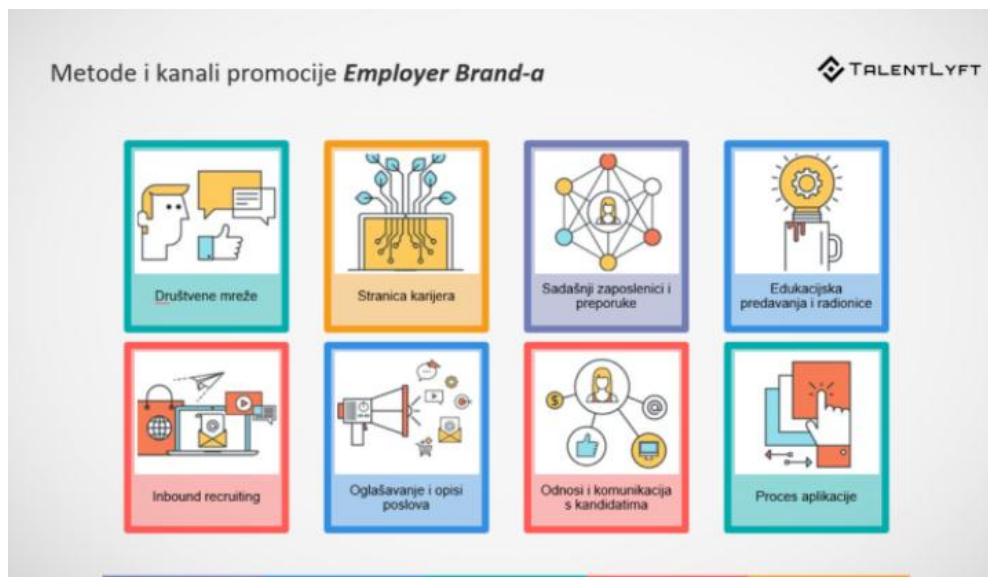 Metode i kanali promocije Employer Brand-a
TALENTLYFT
Društvene mreže
Stranica karijera
Sadašnji zaposlenici i
preporuke
Edukacijska
predavanja i radionice
Inbound recruiting
Oglašavanje i opisi
poslova
Odnosi i komunikacija
s kandidatima
Proces aplikacije